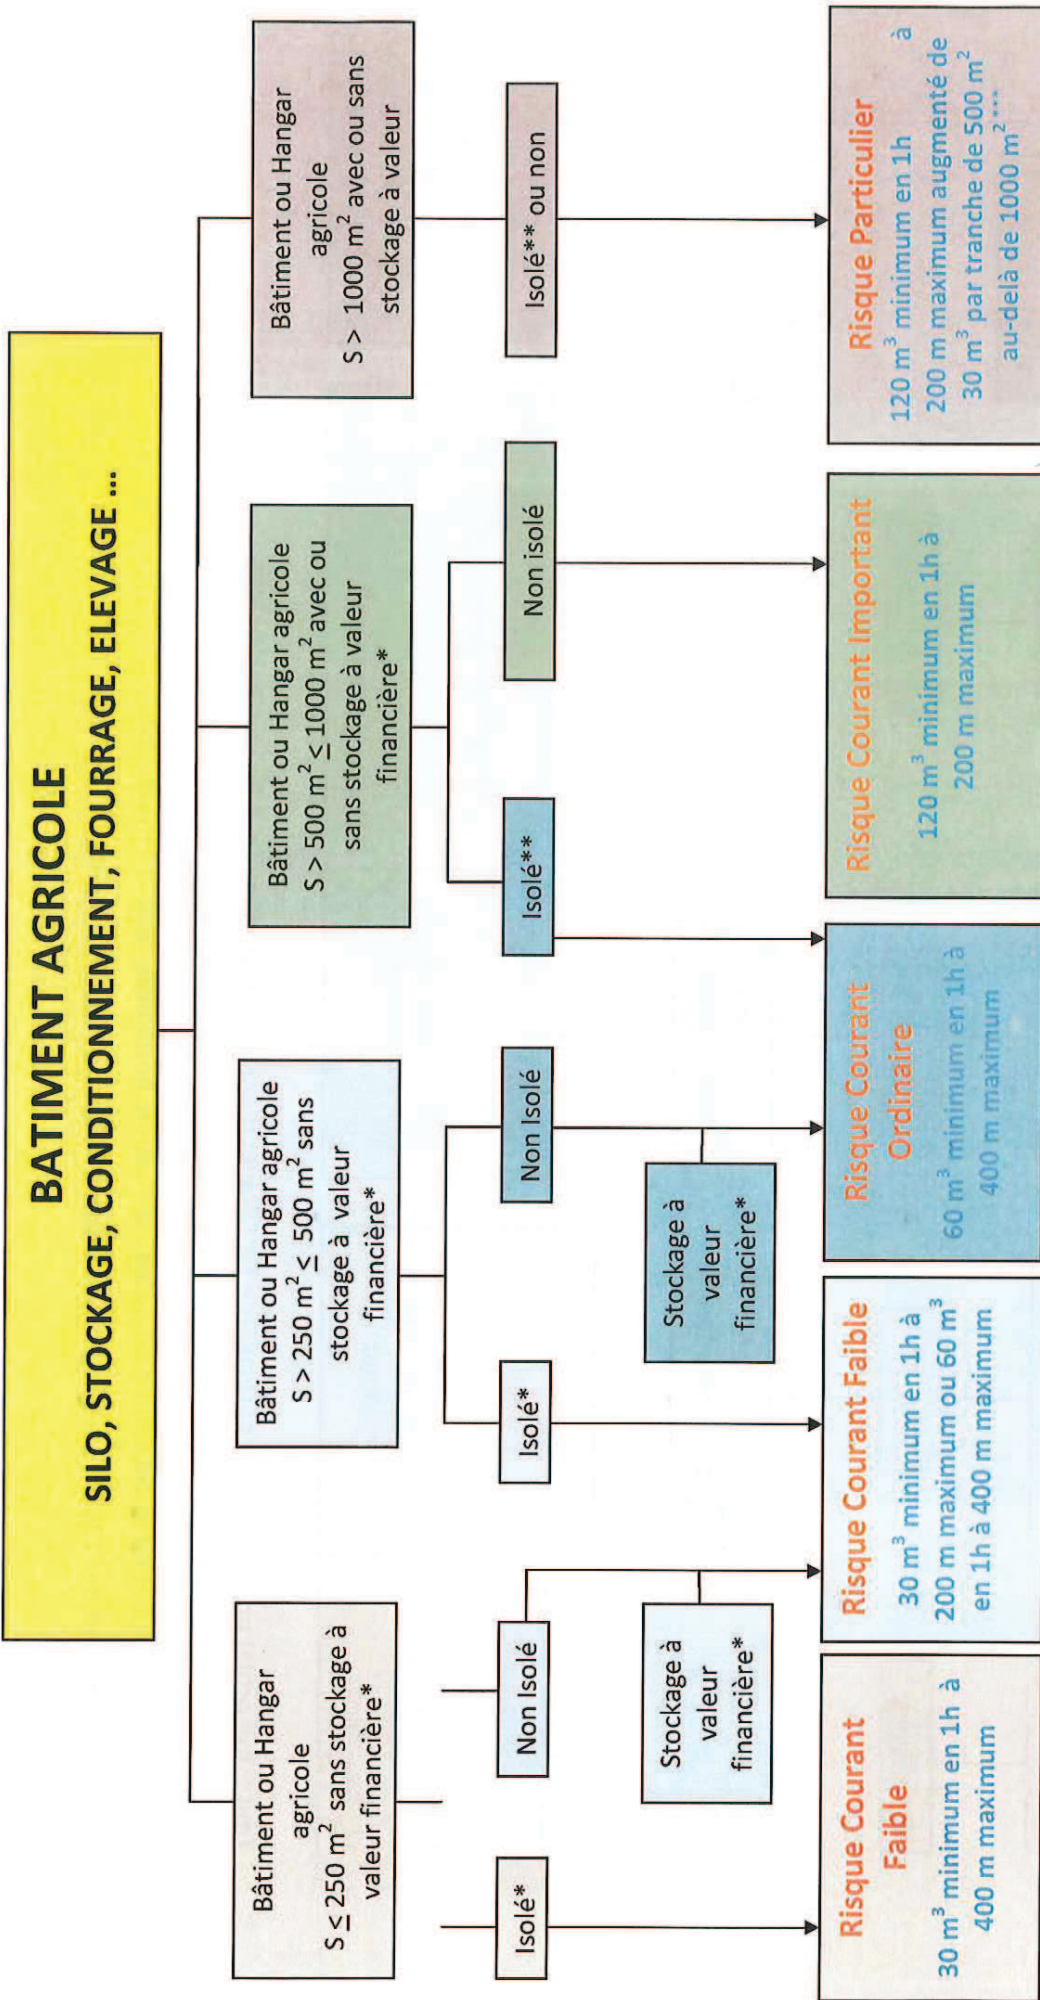 BATIMENT AGRICOLE
SILO, STOCKAGE, CONDITIONNEMENT, FOURRAGE, ELEVAGE ...
Bâtiment ou Hangar
agricole
S ≤ 250 m² sans stockage à
valeur financière*
Bâtiment ou Hangar agricole
S > 250 m² ≤ 500 m² sans
stockage à valeur
financière*
Bâtiment ou Hangar agricole
S > 500 m² ≤ 1000 m² avec ou
sans stockage à valeur
financière*
Bâtiment ou Hangar
agricole
S > 1000 m² avec ou sans
stockage à valeur
Isolé*
Non Isolé
Isolé*
Non Isolé
Isolé**
Non isolé
Isolé** ou non
Stockage à
valeur
financière*
Stockage à
valeur
financière*
Risque Courant
Faible
30 m³ minimum en 1h à
400 m maximum
Risque Courant Faible
30 m³ minimum en 1h à
200 m maximum ou 60 m³
en 1h à 400 m maximum
Risque Courant
Ordinaire
60 m³ minimum en 1h à
400 m maximum
Risque Courant Important
120 m³ minimum en 1h à
200 m maximum
Risque Particulier
120 m³ minimum en 1h à
200 m maximum augmenté de
30 m³ par tranche de 500 m²
au-delà de 1000 m²***